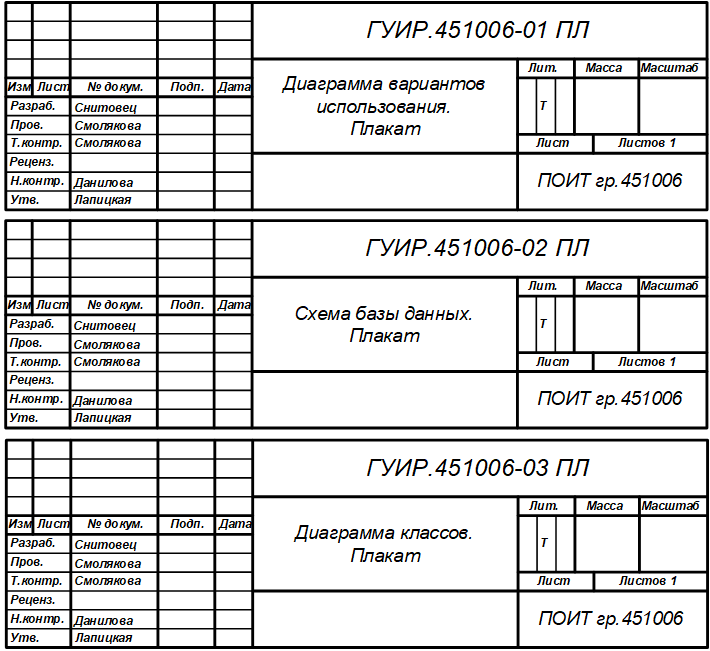 ГУИР.451006-01 ПЛ
Диаграмма вариантов
использования.
Плакат
Лит. Масса Масштаб
Т
Изм Лист № докум. Подп. Дата
Разраб. Снитовец
Пров. Смолякова
Т.контр. Смолякова
Лист Листов 1
Реценз.
Н.контр. Данилова
Утв. Лапицкая
ПОИТ гр.451006
ГУИР.451006-02 ПЛ
Схема базы данных.
Плакат
Лит. Масса Масштаб
Т
Изм Лист № докум. Подп. Дата
Разраб. Снитовец
Пров. Смолякова
Т.контр. Смолякова
Лист Листов 1
Реценз.
Н.контр. Данилова
Утв. Лапицкая
ПОИТ гр.451006
ГУИР.451006-03 ПЛ
Диаграмма классов.
Плакат
Лит. Масса Масштаб
Т
Изм Лист № докум. Подп. Дата
Разраб. Снитовец
Пров. Смолякова
Т.контр. Смолякова
Лист Листов 1
Реценз.
Н.контр. Данилова
Утв. Лапицкая
ПОИТ гр.451006